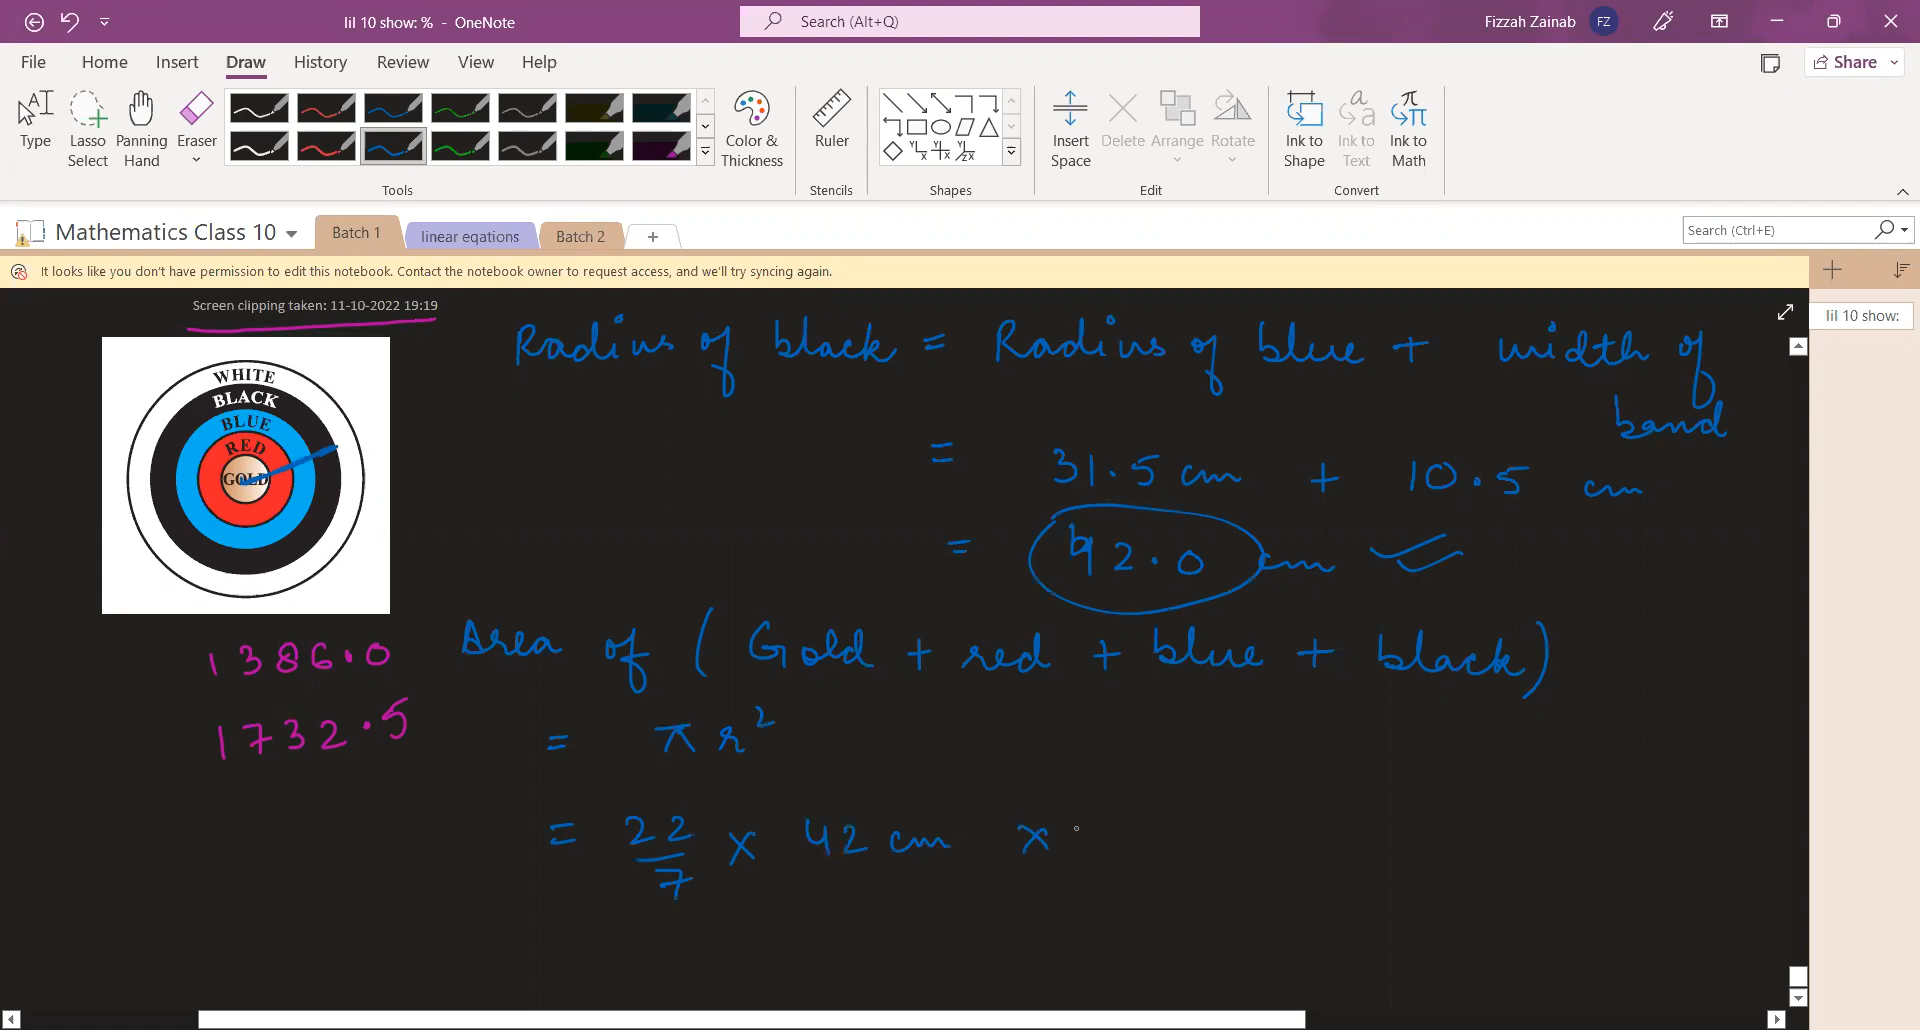 lil 10 show: % - OneNote
Search (Alt+Q)
Fizzah Zainab FZ
File Home Insert Draw History Review View Help
Share
Type
Lasso Select
Panning Hand
Eraser
Color & Thickness
Ruler
Insert Space
Delete
Arrange
Rotate
Ink to Shape
Ink to Text
Ink to Math
Tools
Stencils
Shapes
Edit
Convert
Mathematics Class 10
Batch 1
linear eqations
Batch 2
Search (Ctrl+E)
It looks like you don't have permission to edit this notebook. Contact the notebook owner to request access, and we'll try syncing again.
lil 10 show:
Screen clipping taken: 11-10-2022 19:19
WHITE
BLACK
BLUE
RED
GOLD
1386.0
1732.5
Radius of black = Radius of blue + width of
band
= 31.5 cm + 10.5 cm
= 42.0 cm
Area of (Gold + red + blue + black)
= π r²
= 22/7 × 42 cm ×